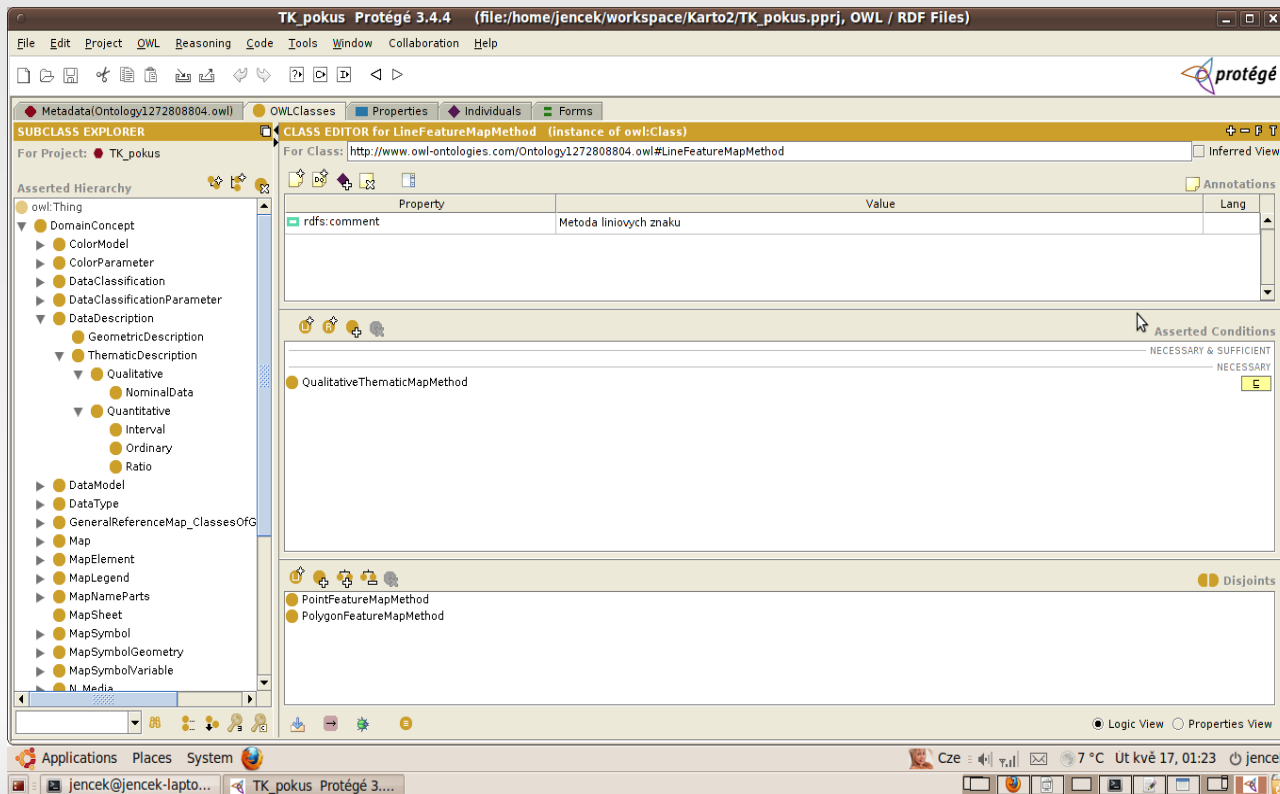 TK_pokus Protégé 3.4.4 (file:/home/jencek/workspace/Karto2/TK_pokus.pprj, OWL / RDF Files)
File Edit Project OWL Reasoning Code Tools Window Collaboration Help
protégé
Metadata(Ontology1272808804.owl) OWLClasses Properties Individuals Forms
SUBCLASS EXPLORER
For Project: TK_pokus
Asserted Hierarchy
owl:Thing
DomainConcept
ColorModel
ColorParameter
DataClassification
DataClassificationParameter
DataDescription
GeometricDescription
ThematicDescription
Qualitative
NominalData
Quantitative
Interval
Ordinary
Ratio
DataModel
DataType
GeneralReferenceMap_ClassesOfG
Map
MapElement
MapLegend
MapNameParts
MapSheet
MapSymbol
MapSymbolGeometry
MapSymbolVariable
N_Media
CLASS EDITOR for LineFeatureMapMethod (instance of owl:Class)
For Class: http://www.owl-ontologies.com/Ontology1272808804.owl#LineFeatureMapMethod Inferred View
Annotations
Property Value Lang
rdfs:comment Metoda liniovych znaku
Asserted Conditions
NECESSARY & SUFFICIENT
NECESSARY
QualitativeThematicMapMethod
Disjoints
PointFeatureMapMethod
PolygonFeatureMapMethod
Logic View Properties View
Applications Places System Cze 7 °C Út kvě 17, 01:23 jence
jencek@jencek-lapto... TK_pokus Protégé 3....